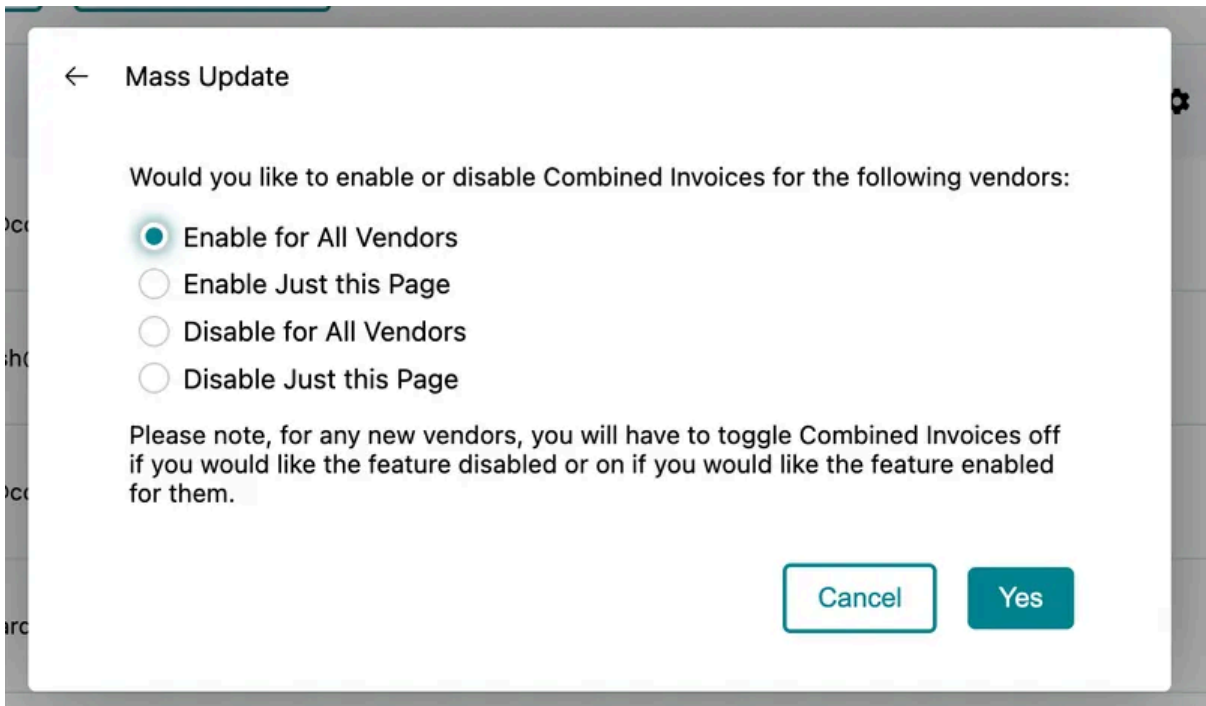 Mass Update
Would you like to enable or disable Combined Invoices for the following vendors:
Enable for All Vendors
Enable Just this Page
Disable for All Vendors
Disable Just this Page
Please note, for any new vendors, you will have to toggle Combined Invoices off
if you would like the feature disabled or on if you would like the feature enabled
for them.
Cancel Yes